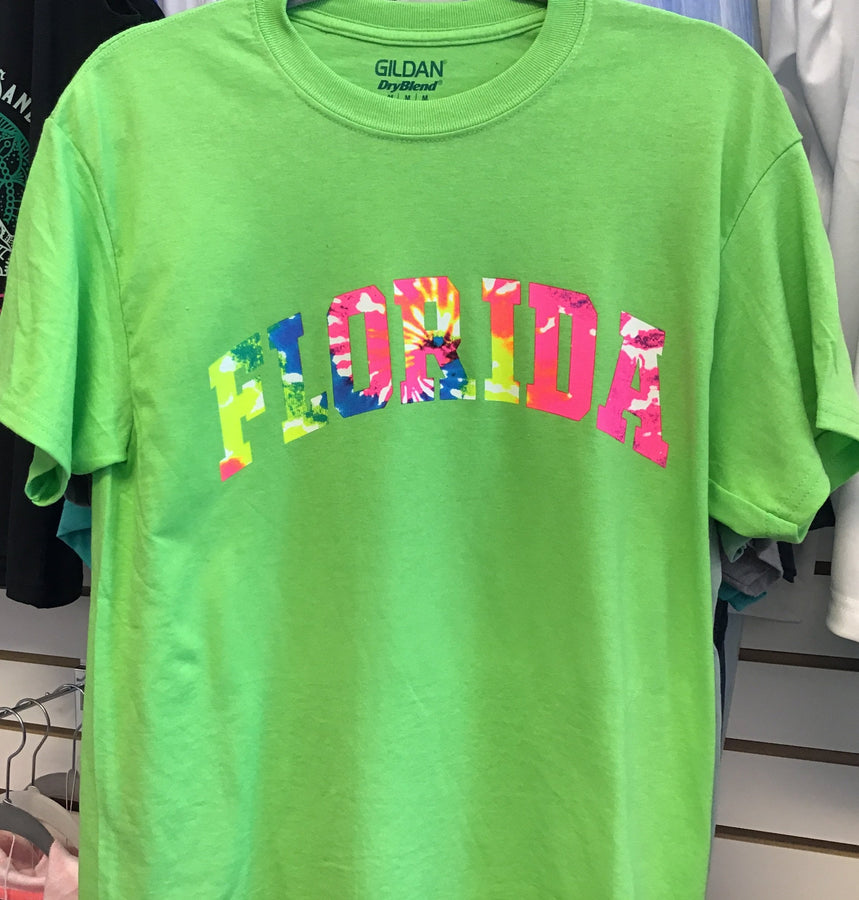 GILDAN®
DryBlend®
M | M | M
FLORIDA